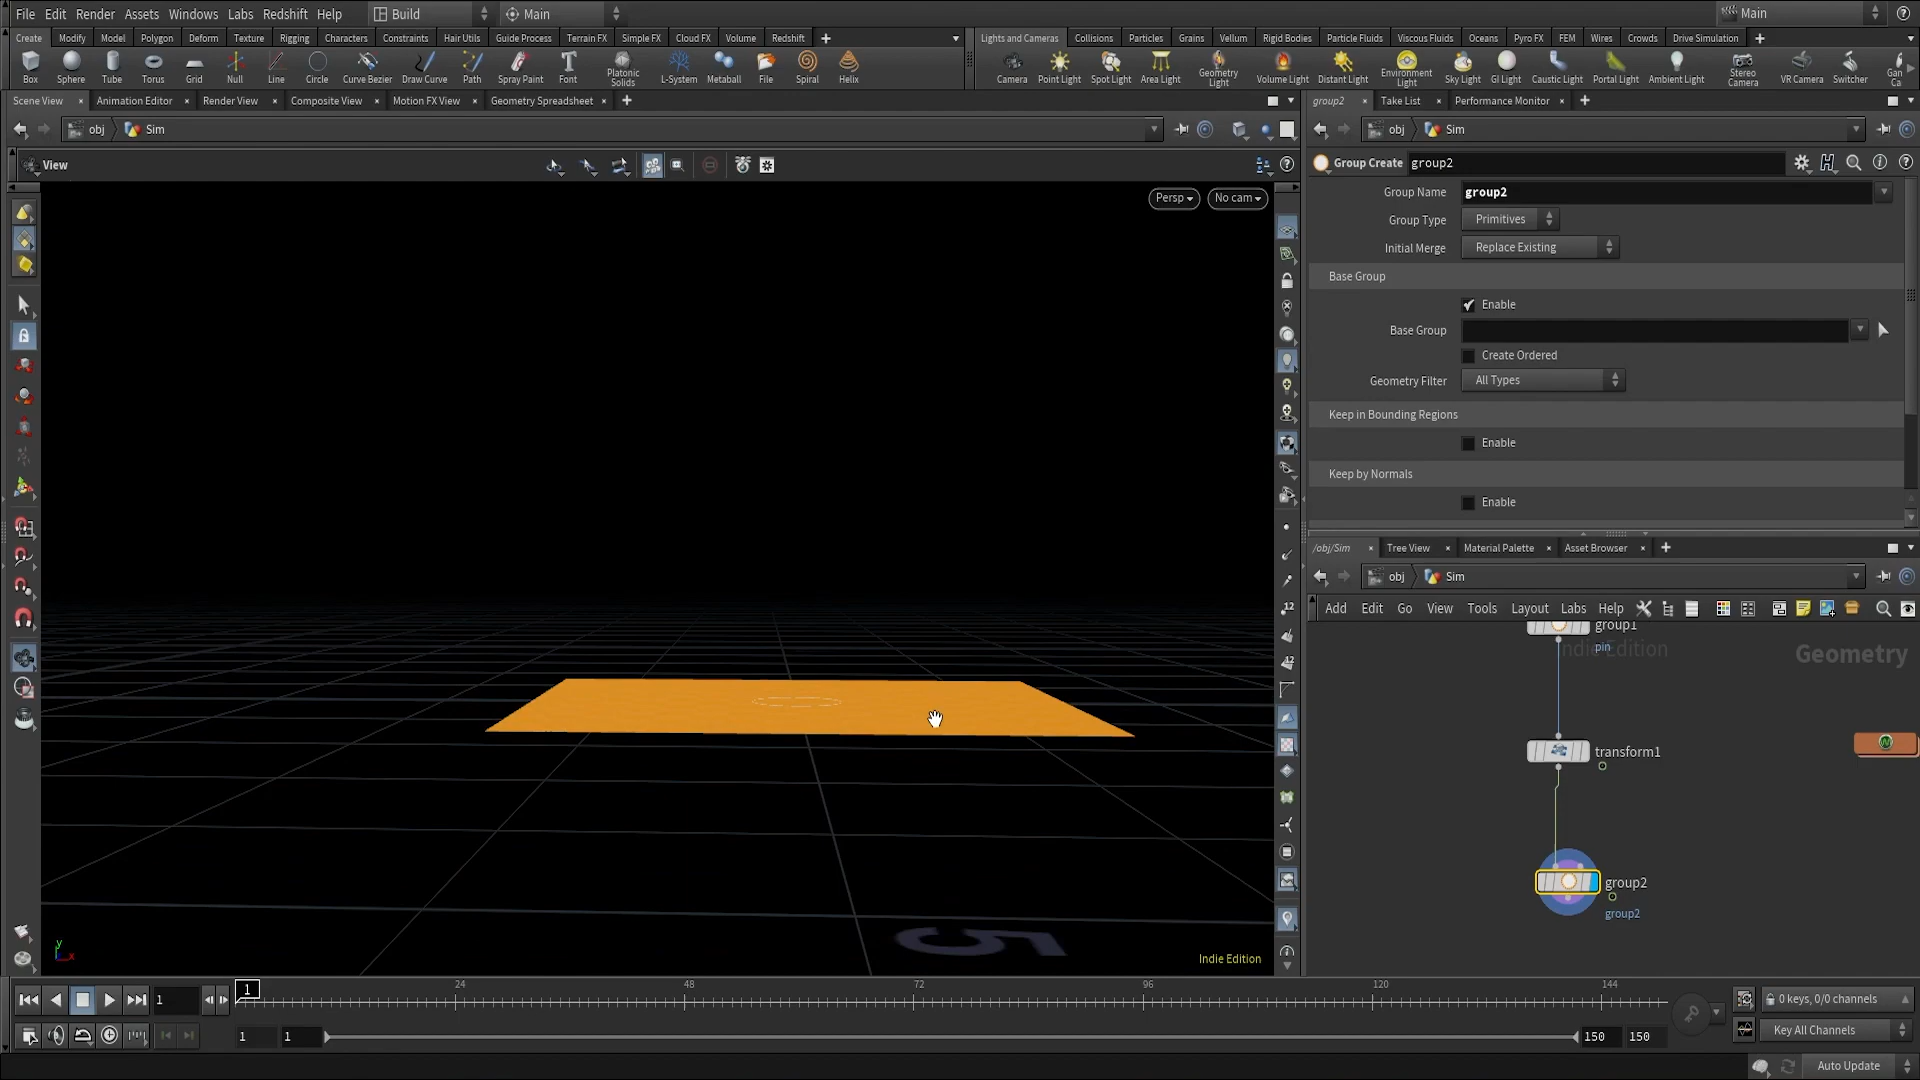 File Edit Render Assets Windows Labs Redshift Help Build Main Main
Create Modify Model Polygon Deform Texture Rigging Characters Constraints Hair Utils Guide Process Terrain FX Simple FX Cloud FX Volume Redshift
Lights and Cameras Collisions Particles Grains Vellum Rigid Bodies Particle Fluids Viscous Fluids Oceans Pyro FX FEM Wires Crowds Drive Simulation
Box Sphere Tube Torus Grid Null Line Circle Curve Bezier Draw Curve Path Spray Paint Font Platonic Solids L-System Metaball File Spiral Helix
Camera Point Light Spot Light Area Light Geometry Light Volume Light Distant Light Environment Light Sky Light GI Light Caustic Light Portal Light Ambient Light Stereo Camera VR Camera Switcher Gan Ca
Scene View Animation Editor Render View Composite View Motion FX View Geometry Spreadsheet
group2 Take List Performance Monitor
obj Sim
obj Sim
View
Persp No cam
Group Create group2
Group Name group2
Group Type Primitives
Initial Merge Replace Existing
Base Group
Enable
Base Group
Create Ordered
Geometry Filter All Types
Keep in Bounding Regions
Enable
Keep by Normals
Enable
/obj/Sim Tree View Material Palette Asset Browser
obj Sim
Add Edit Go View Tools Layout Labs Help
group1
pin
Indie Edition
Geometry
transform1
group2
group2
5
Indie Edition
12
12
y
x
1 1 24 48 72 96 120 144
0 keys, 0/0 channels
1 1 150 150
Key All Channels
Auto Update